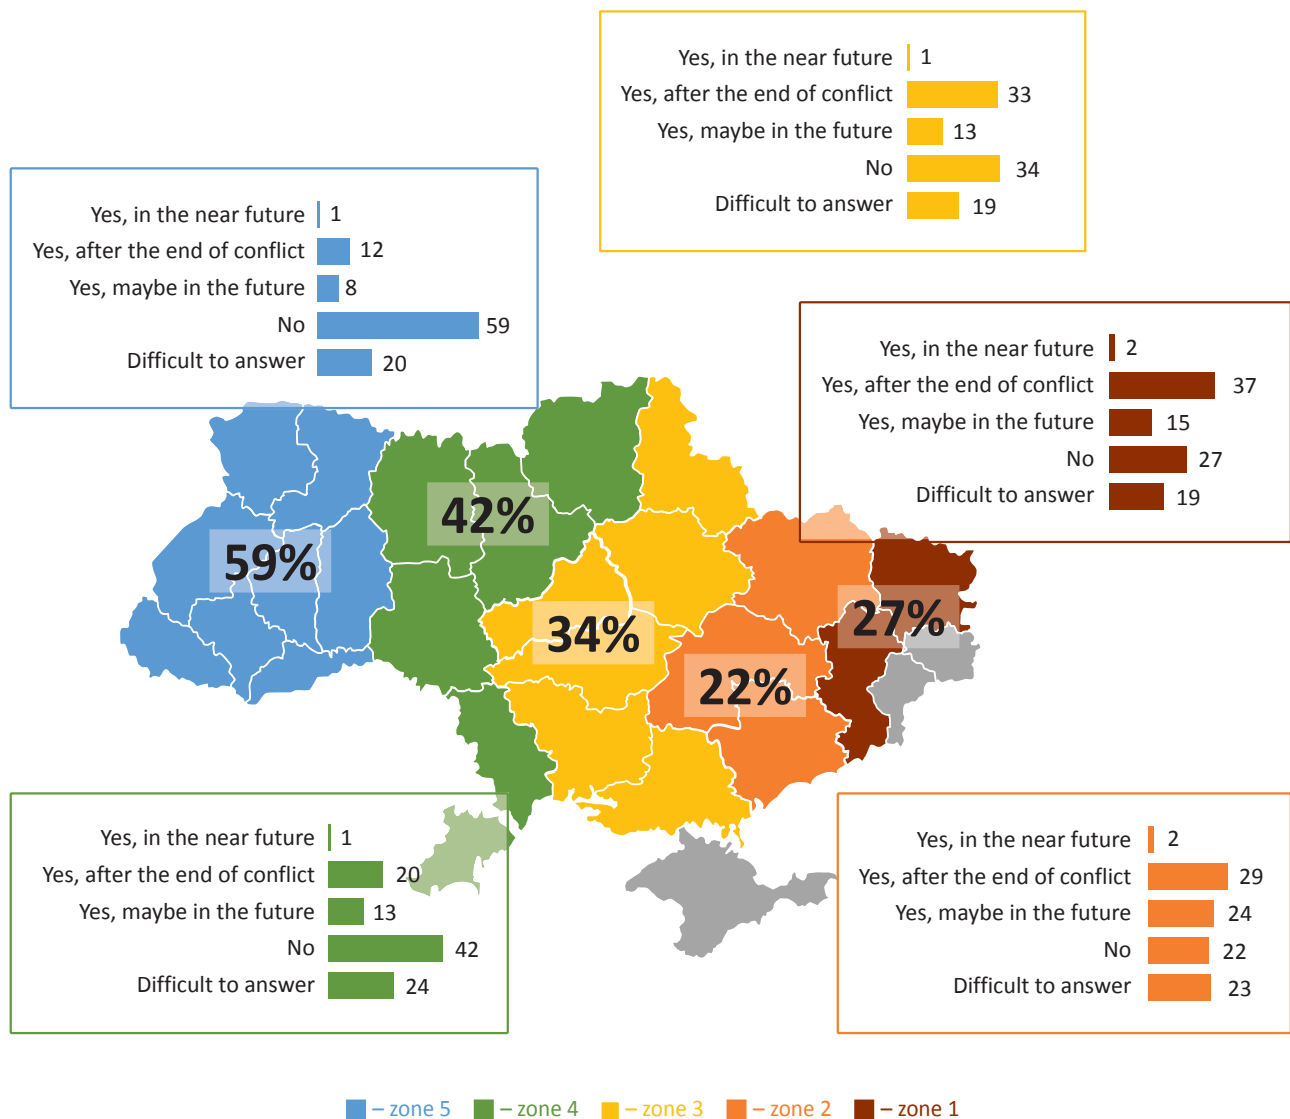 Yes, in the near future 1
Yes, after the end of conflict 33
Yes, maybe in the future 13
No 34
Difficult to answer 19
Yes, in the near future 1
Yes, after the end of conflict 12
Yes, maybe in the future 8
No 59
Difficult to answer 20
Yes, in the near future 2
Yes, after the end of conflict 37
Yes, maybe in the future 15
No 27
Difficult to answer 19
42%
59%
27%
34%
22%
Yes, in the near future 1
Yes, after the end of conflict 20
Yes, maybe in the future 13
No 42
Difficult to answer 24
Yes, in the near future 2
Yes, after the end of conflict 29
Yes, maybe in the future 24
No 22
Difficult to answer 23
– zone 5 – zone 4 – zone 3 – zone 2 – zone 1